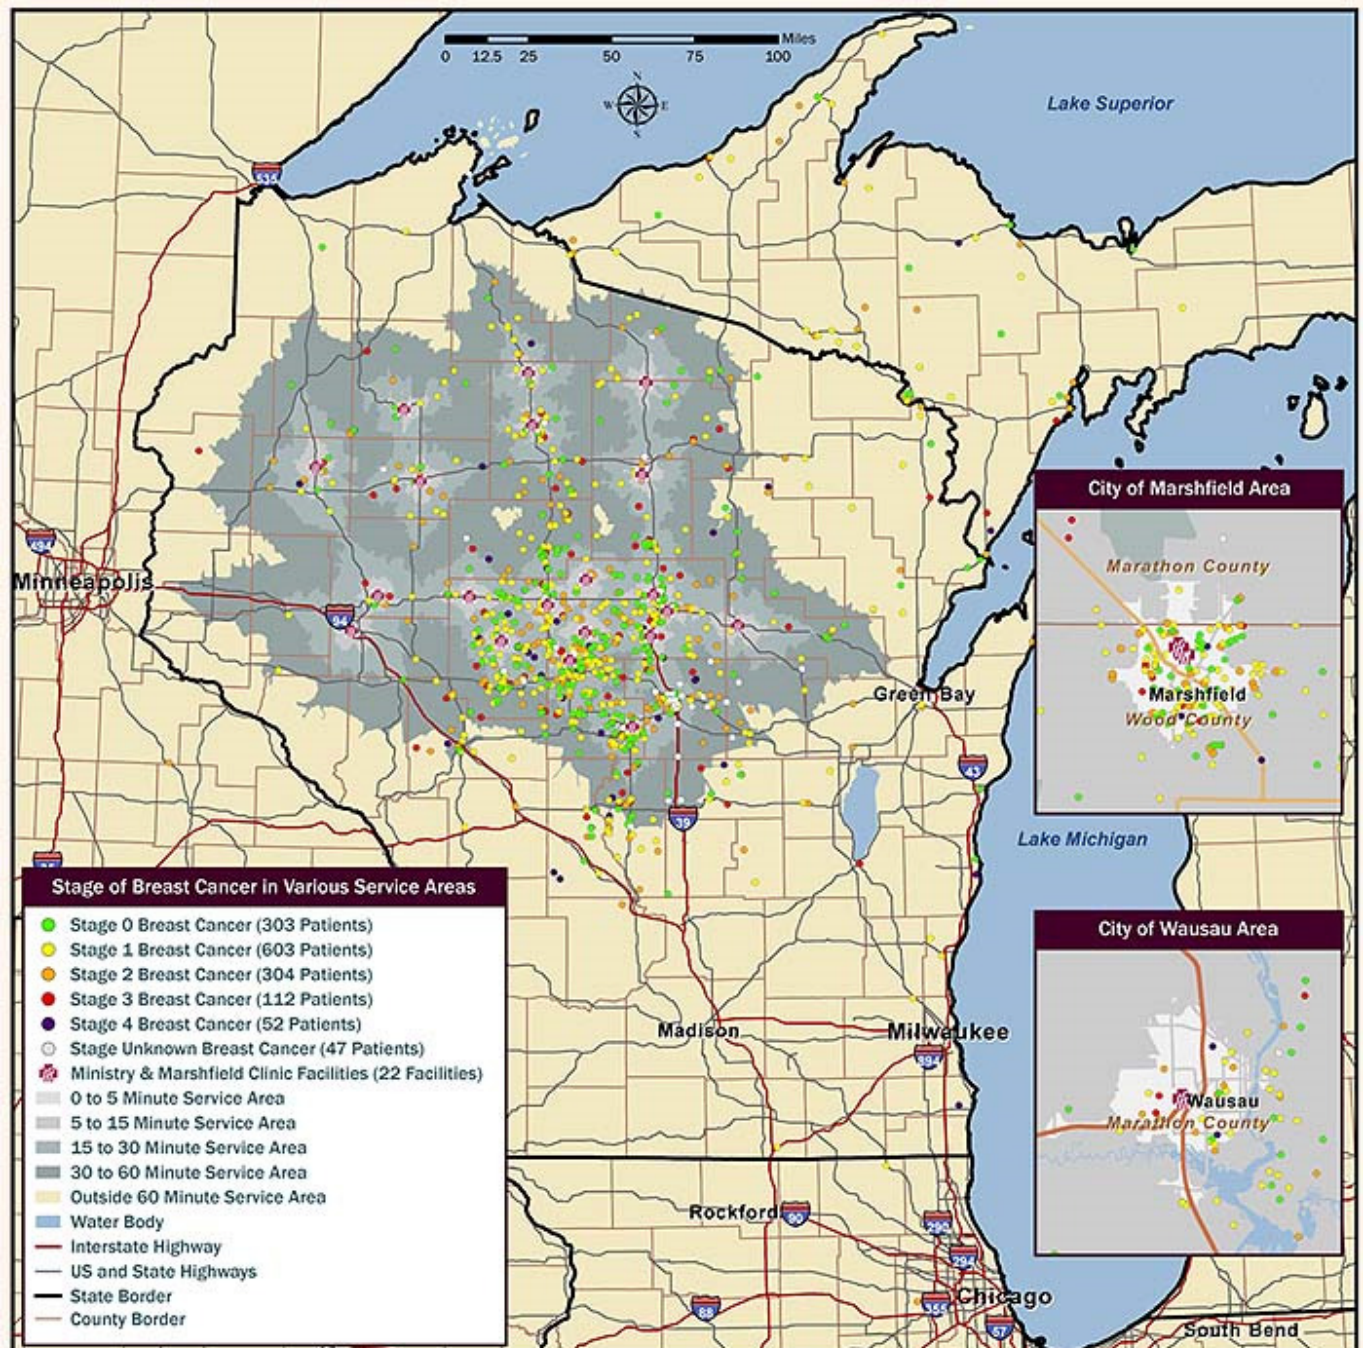 Miles
0 12.5 25 50 75 100
N
W E
S
Lake Superior
535
494
Minneapolis
94
Green Bay
43
39
Lake Michigan
Madison
Milwaukee
894
Rockford
90
290
294
88
355
Chicago
57
South Bend
City of Marshfield Area
Marathon County
Marshfield
Wood County
City of Wausau Area
Wausau
Marathon County
Stage of Breast Cancer in Various Service Areas
Stage 0 Breast Cancer (303 Patients)
Stage 1 Breast Cancer (603 Patients)
Stage 2 Breast Cancer (304 Patients)
Stage 3 Breast Cancer (112 Patients)
Stage 4 Breast Cancer (52 Patients)
Stage Unknown Breast Cancer (47 Patients)
Ministry & Marshfield Clinic Facilities (22 Facilities)
0 to 5 Minute Service Area
5 to 15 Minute Service Area
15 to 30 Minute Service Area
30 to 60 Minute Service Area
Outside 60 Minute Service Area
Water Body
Interstate Highway
US and State Highways
State Border
County Border